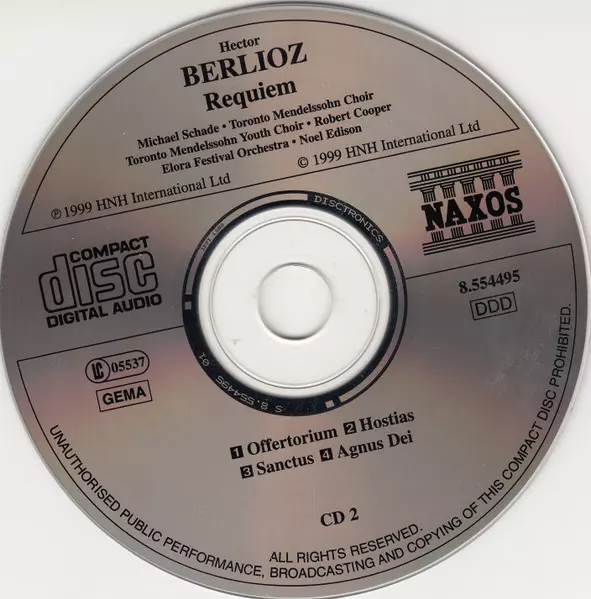 Hector
BERLIOZ
Requiem
Michael Schade • Toronto Mendelssohn Choir
Toronto Mendelssohn Youth Choir • Robert Cooper
Elora Festival Orchestra • Noel Edison
℗ 1999 HNH International Ltd
© 1999 HNH International Ltd
NAXOS
COMPACT
disc
DIGITAL AUDIO
DISCTRONICS
8.554495
DDD
LC 05537
GEMA
S 8.554495 01
1 Offertorium 2 Hostias
3 Sanctus 4 Agnus Dei
CD 2
ALL RIGHTS RESERVED.
UNAUTHORISED PUBLIC PERFORMANCE, BROADCASTING AND COPYING OF THIS COMPACT DISC PROHIBITED.